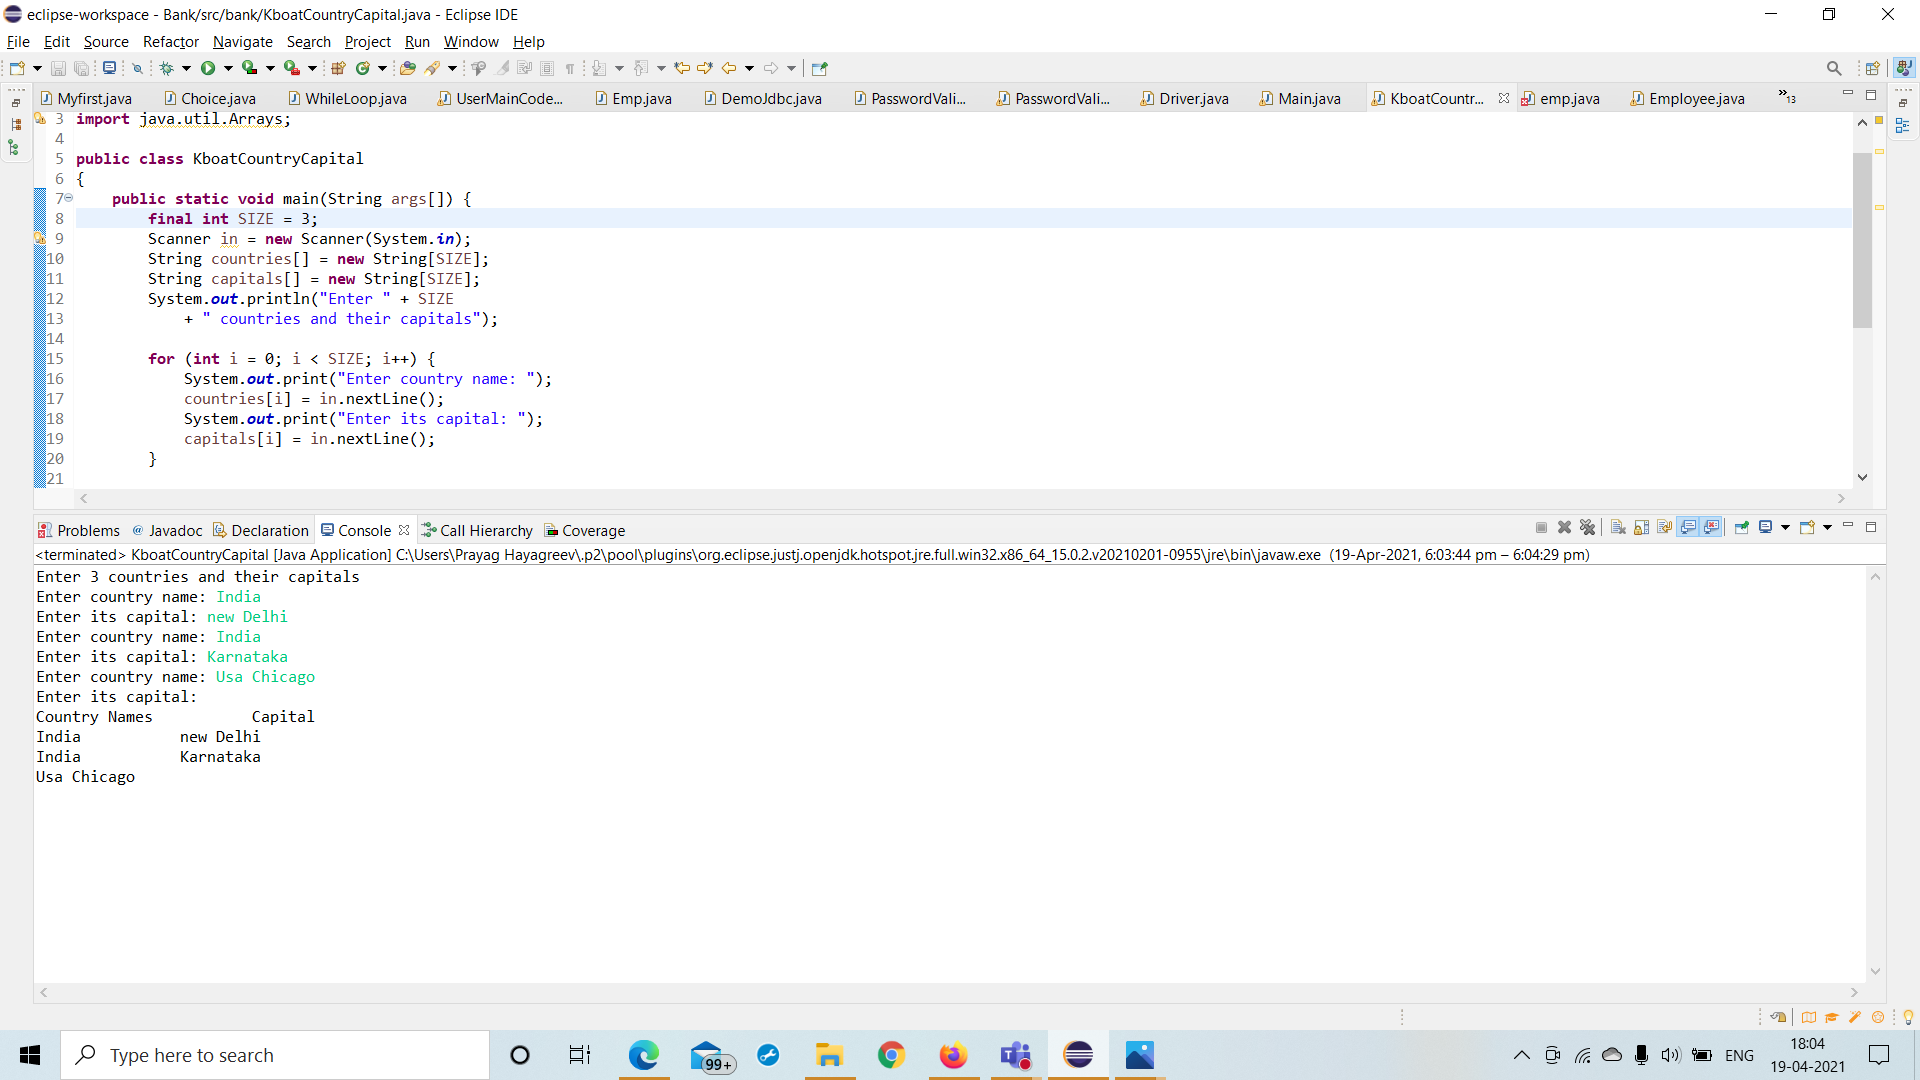 eclipse-workspace - Bank/src/bank/KboatCountryCapital.java - Eclipse IDE
File Edit Source Refactor Navigate Search Project Run Window Help
Myfirst.java Choice.java WhileLoop.java UserMainCode... Emp.java DemoJdbc.java PasswordVali... PasswordVali... Driver.java Main.java KboatCountr... emp.java Employee.java »13
3 import java.util.Arrays;
4
5 public class KboatCountryCapital
6 {
7 public static void main(String args[]) {
8 final int SIZE = 3;
9 Scanner in = new Scanner(System.in);
10 String countries[] = new String[SIZE];
11 String capitals[] = new String[SIZE];
12 System.out.println("Enter " + SIZE
13 + " countries and their capitals");
14
15 for (int i = 0; i < SIZE; i++) {
16 System.out.print("Enter country name: ");
17 countries[i] = in.nextLine();
18 System.out.print("Enter its capital: ");
19 capitals[i] = in.nextLine();
20 }
21
Problems @ Javadoc Declaration Console Call Hierarchy Coverage
<terminated> KboatCountryCapital [Java Application] C:\Users\Prayag Hayagreev\.p2\pool\plugins\org.eclipse.justj.openjdk.hotspot.jre.full.win32.x86_64_15.0.2.v20210201-0955\jre\bin\javaw.exe (19-Apr-2021, 6:03:44 pm – 6:04:29 pm)
Enter 3 countries and their capitals
Enter country name: India
Enter its capital: new Delhi
Enter country name: India
Enter its capital: Karnataka
Enter country name: Usa Chicago
Enter its capital:
Country Names Capital
India new Delhi
India Karnataka
Usa Chicago
Type here to search
99+
ENG
18:04
19-04-2021